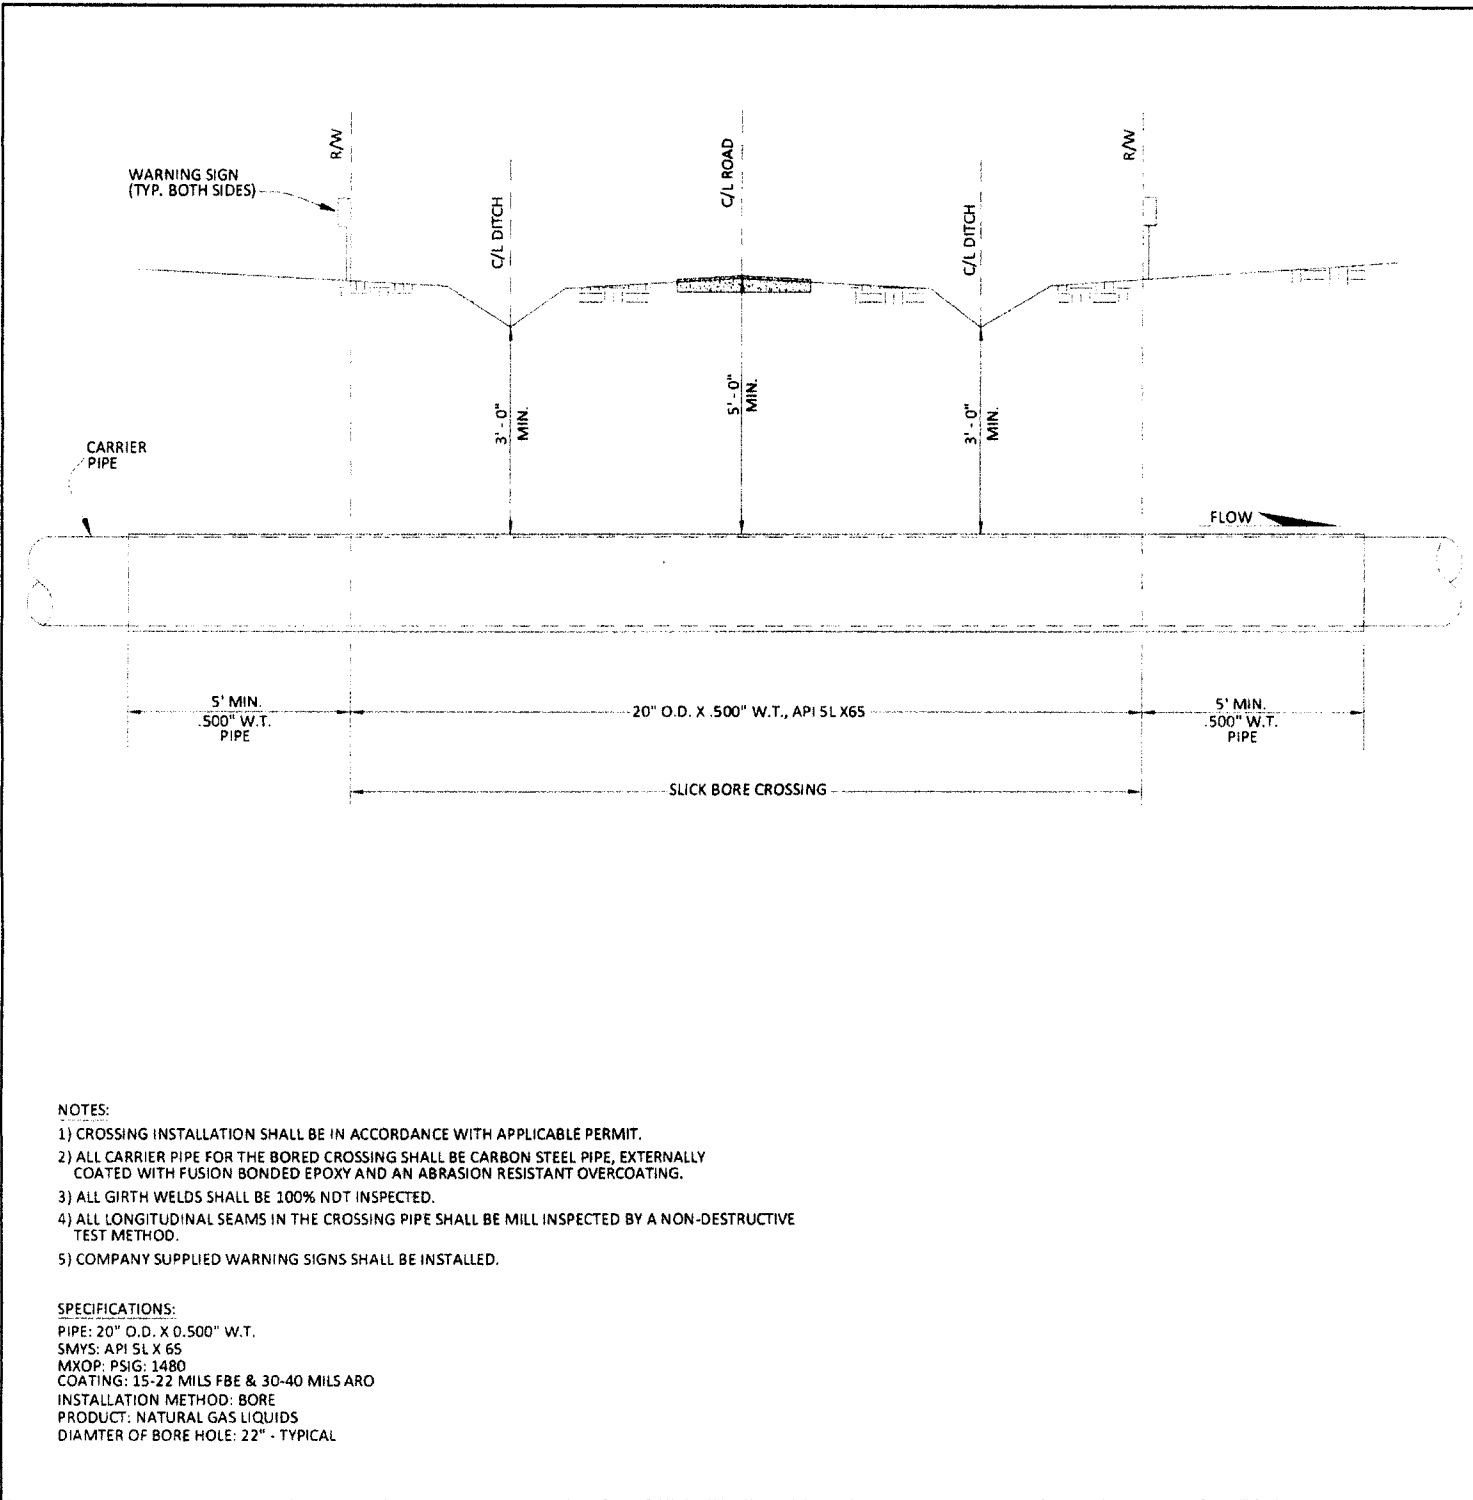 R/W
C/L ROAD
R/W
WARNING SIGN
(TYP. BOTH SIDES)
C/L DITCH
C/L DITCH
3' - 0"
MIN.
5' - 0"
MIN.
3' - 0"
MIN.
CARRIER
PIPE
FLOW
5' MIN.
.500" W.T.
PIPE
20" O.D. X .500" W.T., API 5L X65
5' MIN.
.500" W.T.
PIPE
SLICK BORE CROSSING
NOTES:
1) CROSSING INSTALLATION SHALL BE IN ACCORDANCE WITH APPLICABLE PERMIT.
2) ALL CARRIER PIPE FOR THE BORED CROSSING SHALL BE CARBON STEEL PIPE, EXTERNALLY
COATED WITH FUSION BONDED EPOXY AND AN ABRASION RESISTANT OVERCOATING.
3) ALL GIRTH WELDS SHALL BE 100% NDT INSPECTED.
4) ALL LONGITUDINAL SEAMS IN THE CROSSING PIPE SHALL BE MILL INSPECTED BY A NON-DESTRUCTIVE
TEST METHOD.
5) COMPANY SUPPLIED WARNING SIGNS SHALL BE INSTALLED.
SPECIFICATIONS:
PIPE: 20" O.D. X 0.500" W.T.
SMYS: API 5L X 65
MXOP: PSIG: 1480
COATING: 15-22 MILS FBE & 30-40 MILS ARO
INSTALLATION METHOD: BORE
PRODUCT: NATURAL GAS LIQUIDS
DIAMTER OF BORE HOLE: 22" - TYPICAL